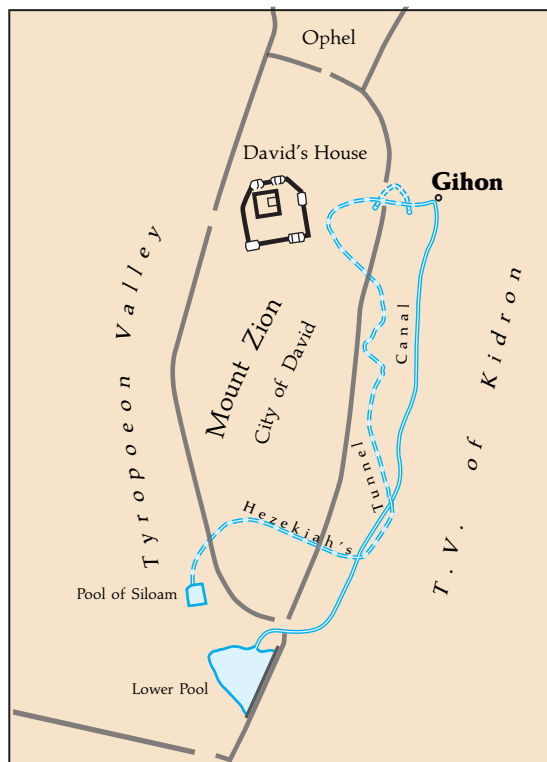 Ophel
David's House
Gihon
Tyropoeon Valley
Mount Zion
City of David
Canal
T.V. of Kidron
Hezekiah's Tunnel
Pool of Siloam
Lower Pool